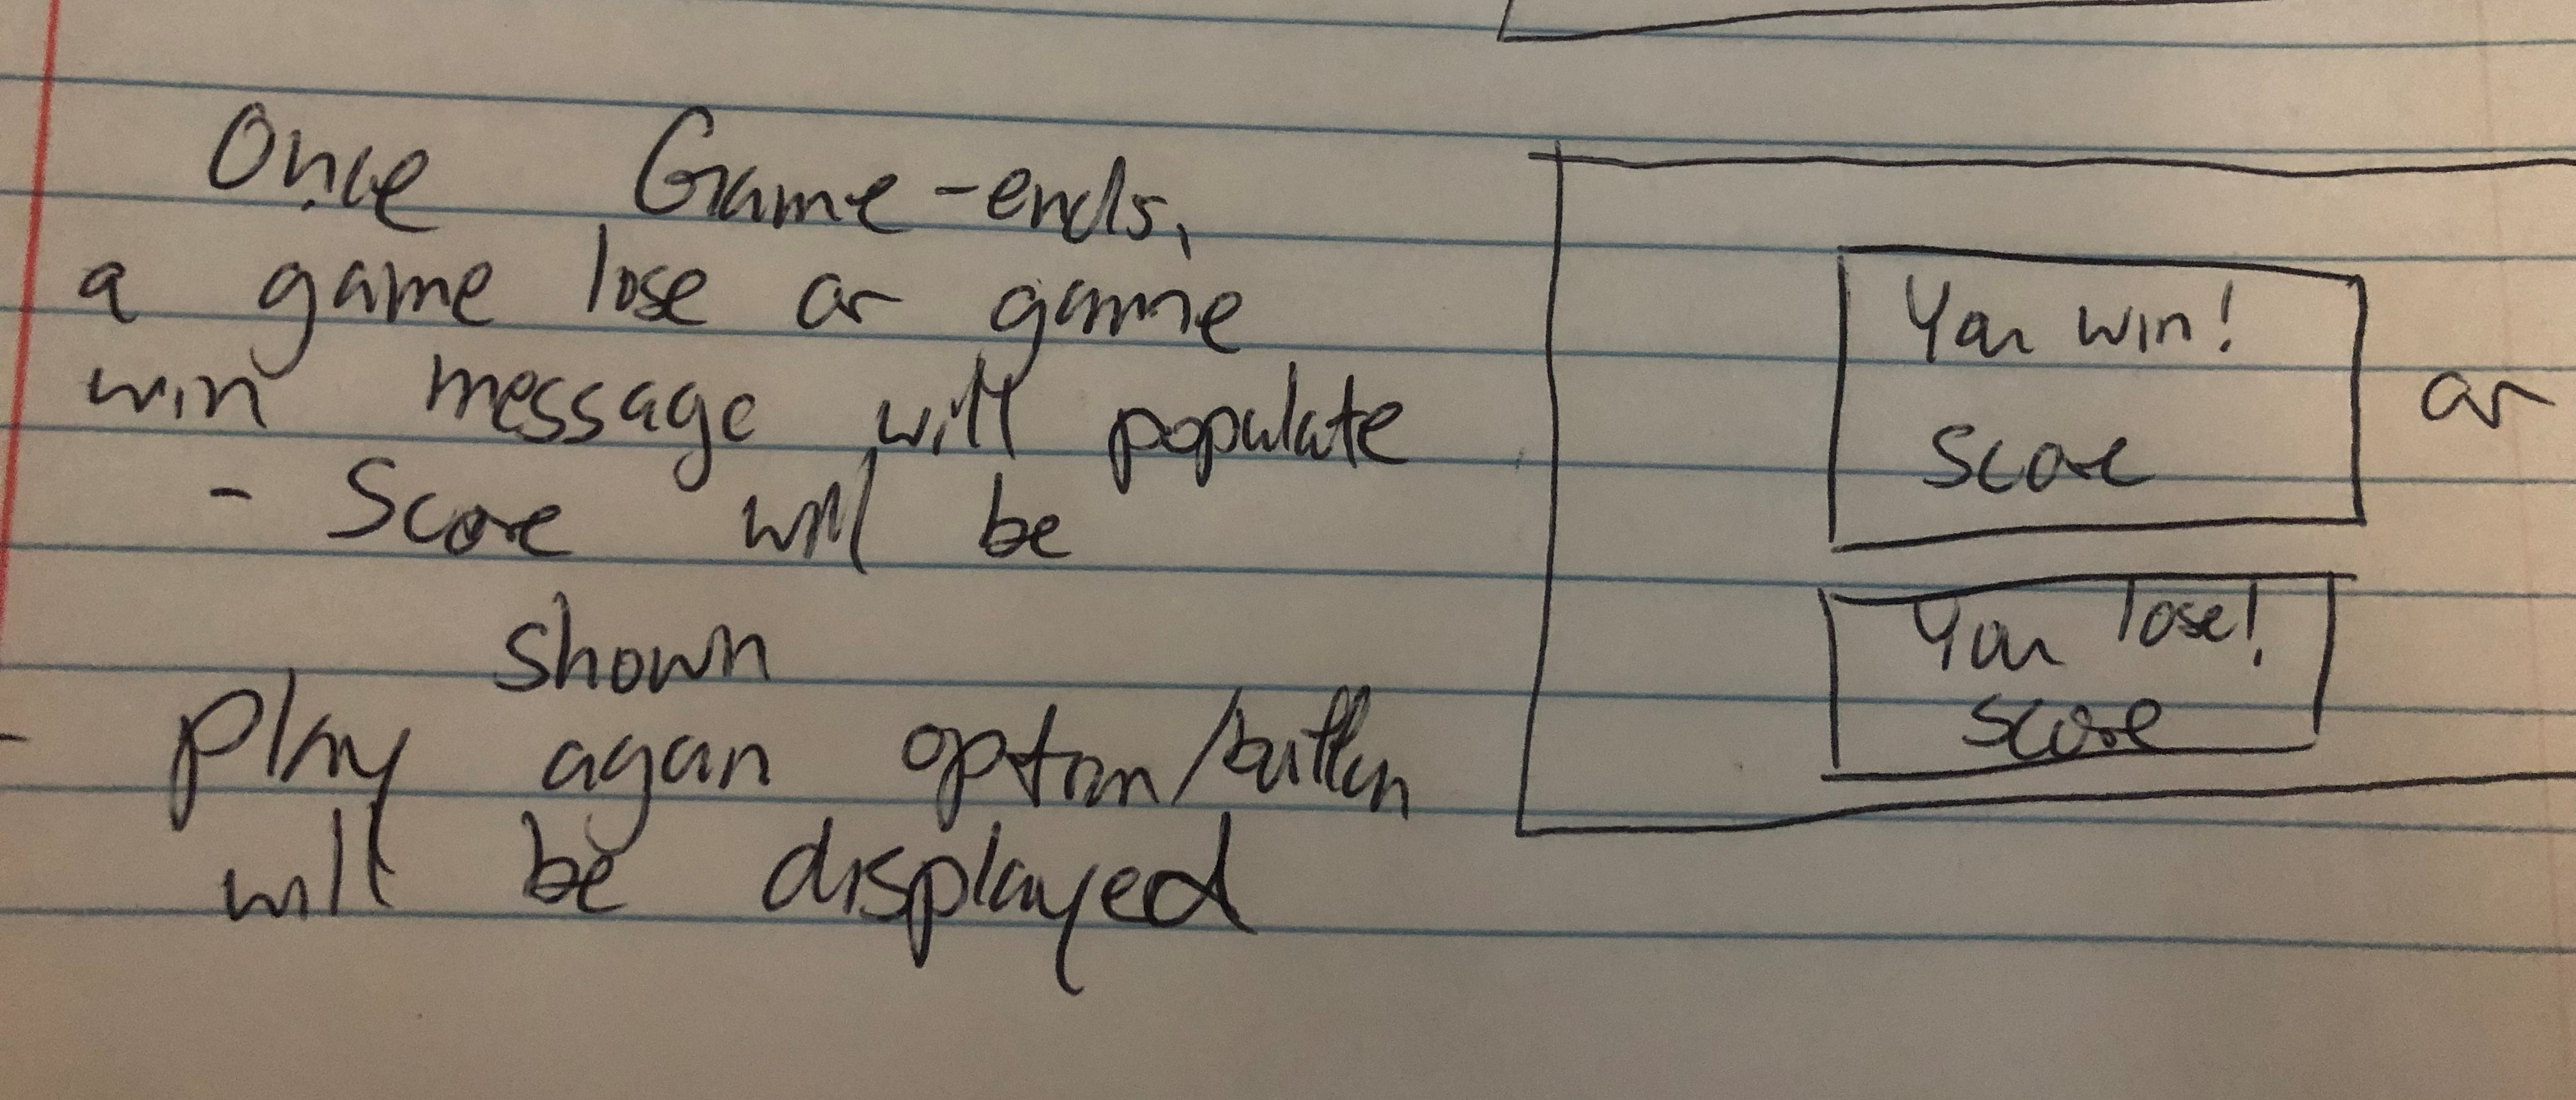 Once Game-ends,
a game lose or game
win message will populate
- Score will be
shown
- Play again option/button
will be displayed
You win!
Score
or
You lose!
Score